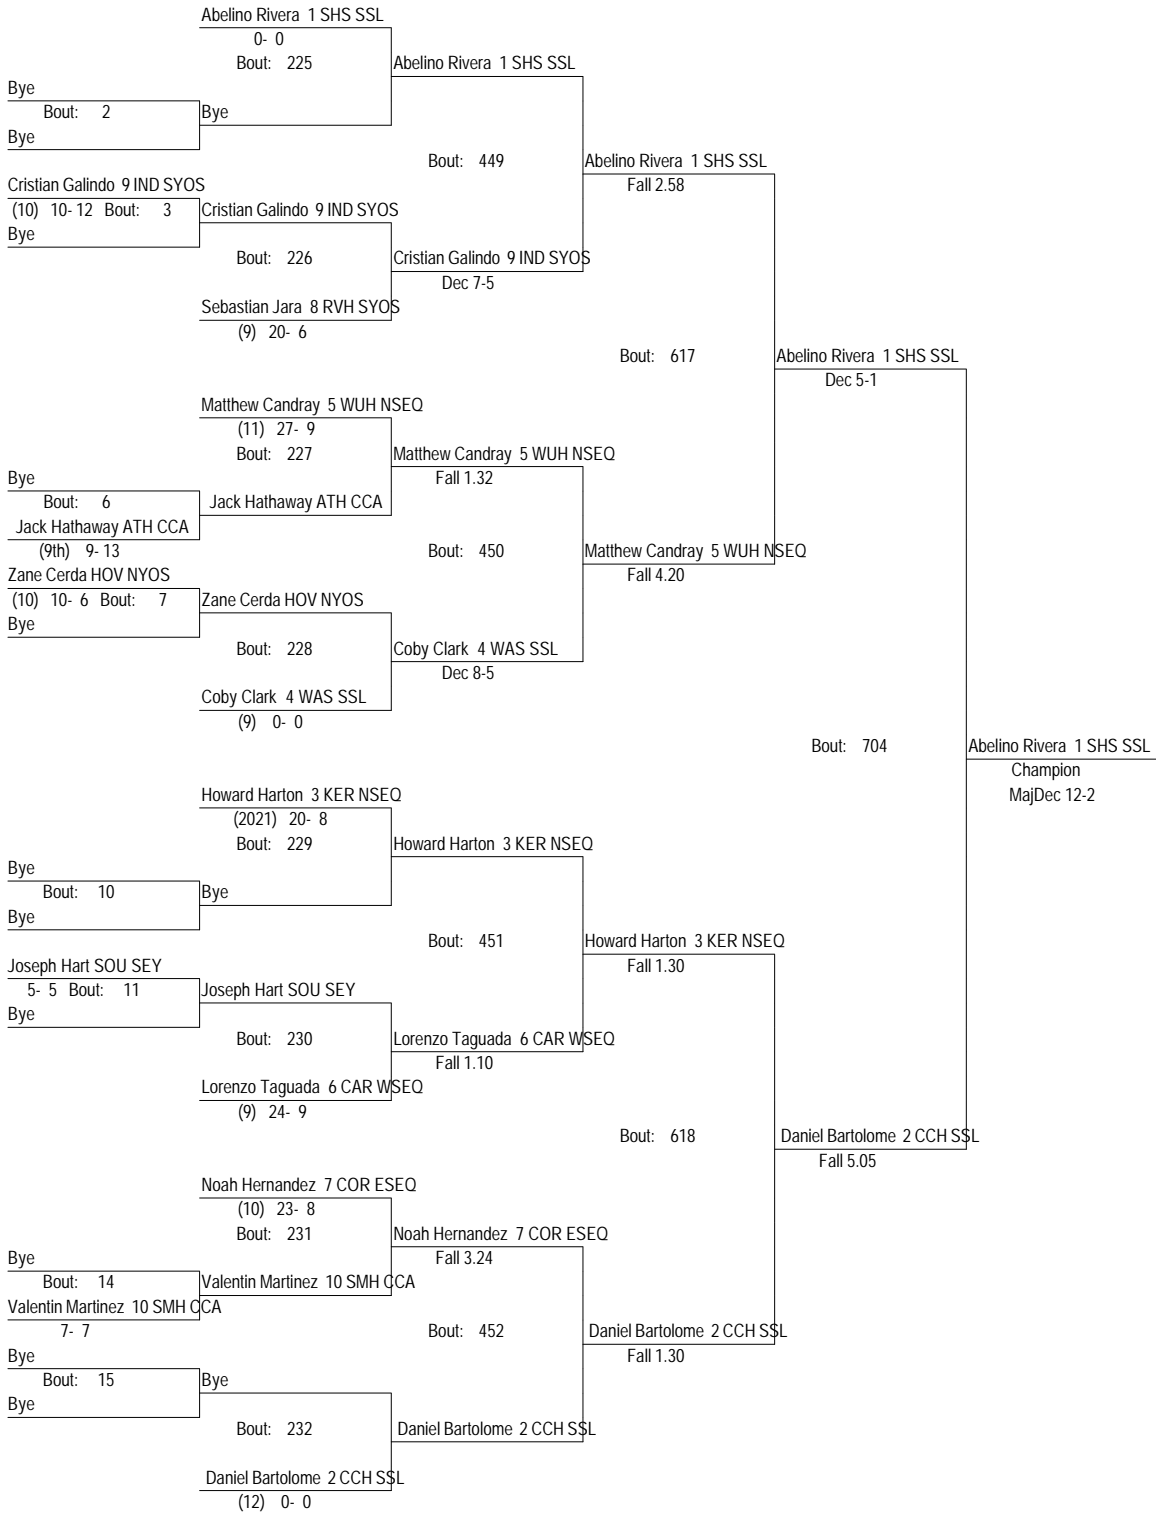 Abelino Rivera 1 SHS SSL
0- 0
Bout: 225
Abelino Rivera 1 SHS SSL
Bye
Bout: 2
Bye
Bye
Bout: 449
Abelino Rivera 1 SHS SSL
Fall 2.58
Cristian Galindo 9 IND SYOS
(10) 10- 12 Bout: 3
Cristian Galindo 9 IND SYOS
Bye
Bout: 226
Cristian Galindo 9 IND SYOS
Dec 7-5
Sebastian Jara 8 RVH SYOS
(9) 20- 6
Bout: 617
Abelino Rivera 1 SHS SSL
Dec 5-1
Matthew Candray 5 WUH NSEQ
(11) 27- 9
Bout: 227
Matthew Candray 5 WUH NSEQ
Fall 1.32
Bye
Bout: 6
Jack Hathaway ATH CCA
Jack Hathaway ATH CCA
(9th) 9- 13
Bout: 450
Matthew Candray 5 WUH NSEQ
Fall 4.20
Zane Cerda HOV NYOS
(10) 10- 6 Bout: 7
Zane Cerda HOV NYOS
Bye
Bout: 228
Coby Clark 4 WAS SSL
Dec 8-5
Coby Clark 4 WAS SSL
(9) 0- 0
Bout: 704
Abelino Rivera 1 SHS SSL
Champion
MajDec 12-2
Howard Harton 3 KER NSEQ
(2021) 20- 8
Bout: 229
Howard Harton 3 KER NSEQ
Bye
Bout: 10
Bye
Bye
Bout: 451
Howard Harton 3 KER NSEQ
Fall 1.30
Joseph Hart SOU SEY
5- 5 Bout: 11
Joseph Hart SOU SEY
Bye
Bout: 230
Lorenzo Taguada 6 CAR WSEQ
Fall 1.10
Lorenzo Taguada 6 CAR WSEQ
(9) 24- 9
Bout: 618
Daniel Bartolome 2 CCH SSL
Fall 5.05
Noah Hernandez 7 COR ESEQ
(10) 23- 8
Bout: 231
Noah Hernandez 7 COR ESEQ
Fall 3.24
Bye
Bout: 14
Valentin Martinez 10 SMH CCA
Valentin Martinez 10 SMH CCA
7- 7
Bout: 452
Daniel Bartolome 2 CCH SSL
Fall 1.30
Bye
Bout: 15
Bye
Bye
Bout: 232
Daniel Bartolome 2 CCH SSL
Daniel Bartolome 2 CCH SSL
(12) 0- 0